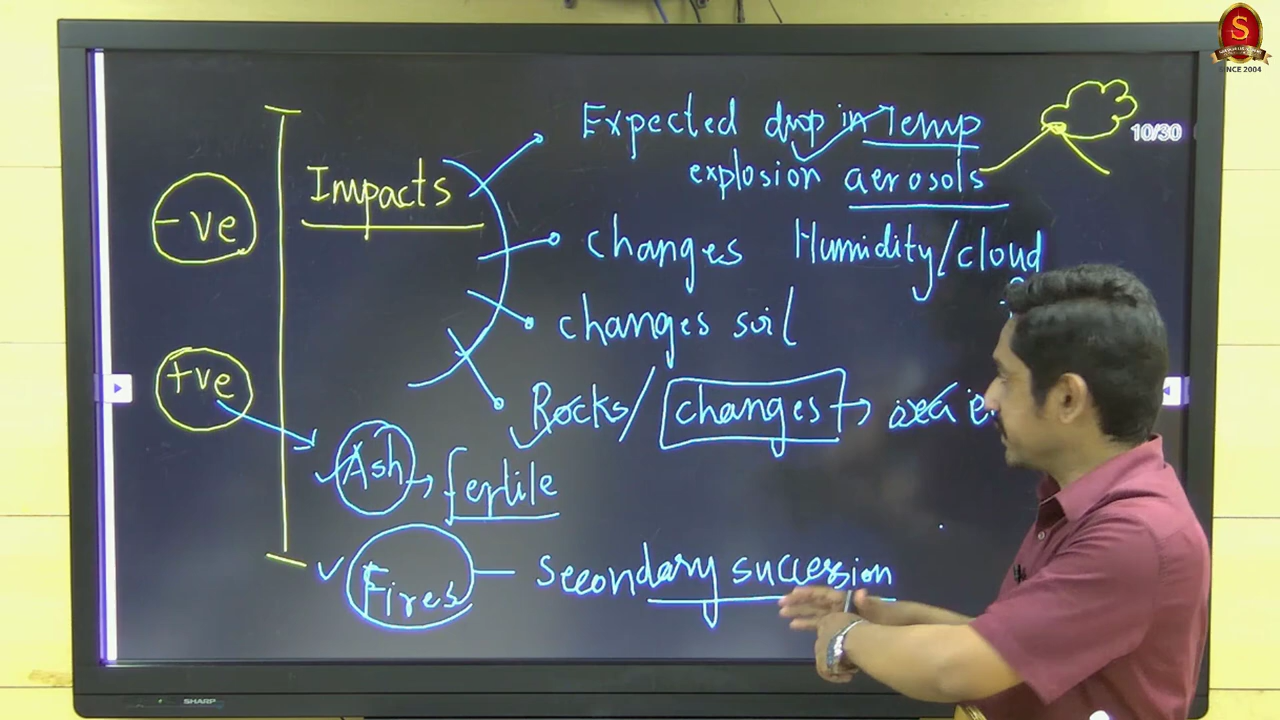 S
SINCE 2004
10/30
Expected drop in Temp
explosion aerosols
Impacts
-ve
changes Humidity/cloud
changes soil
+ve
Rocks/ changes →
Ash → fertile
Fires — Secondary succession
SHARP